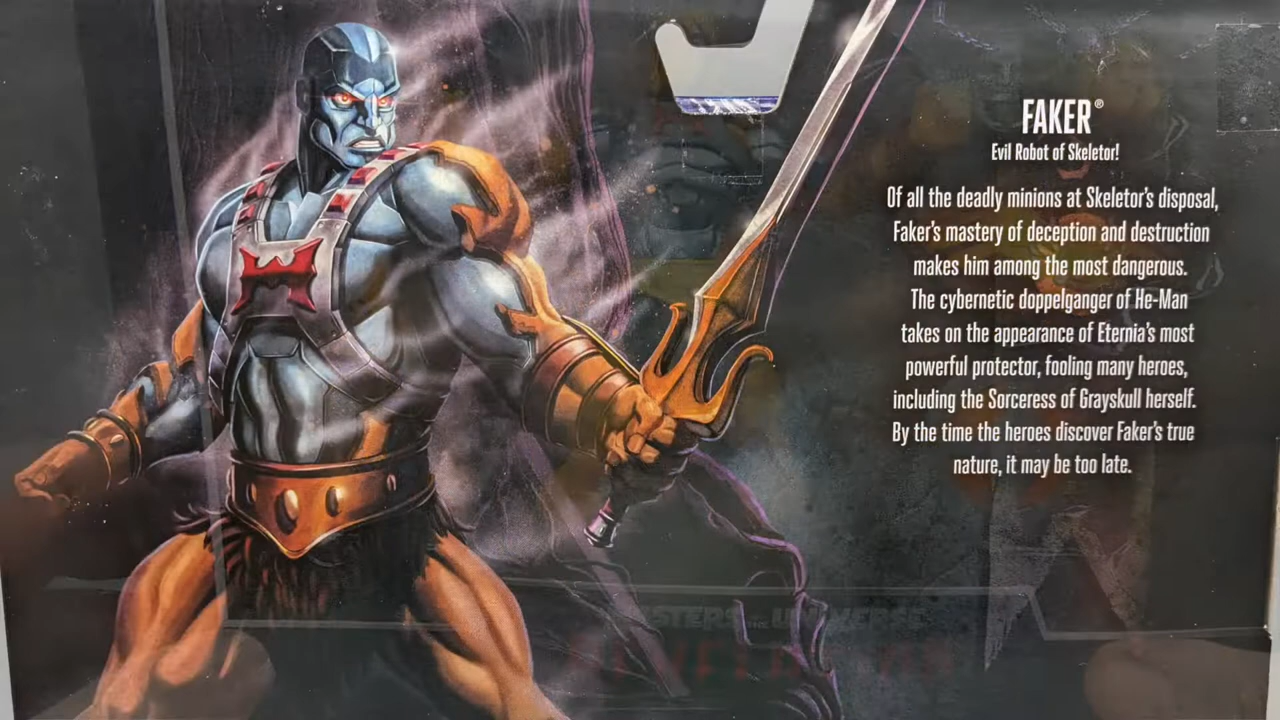 FAKER®
Evil Robot of Skeletor!
Of all the deadly minions at Skeletor's disposal,
Faker's mastery of deception and destruction
makes him among the most dangerous.
The cybernetic doppelganger of He-Man
takes on the appearance of Eternia's most
powerful protector, fooling many heroes,
including the Sorceress of Grayskull herself.
By the time the heroes discover Faker's true
nature, it may be too late.
UNIVERSE